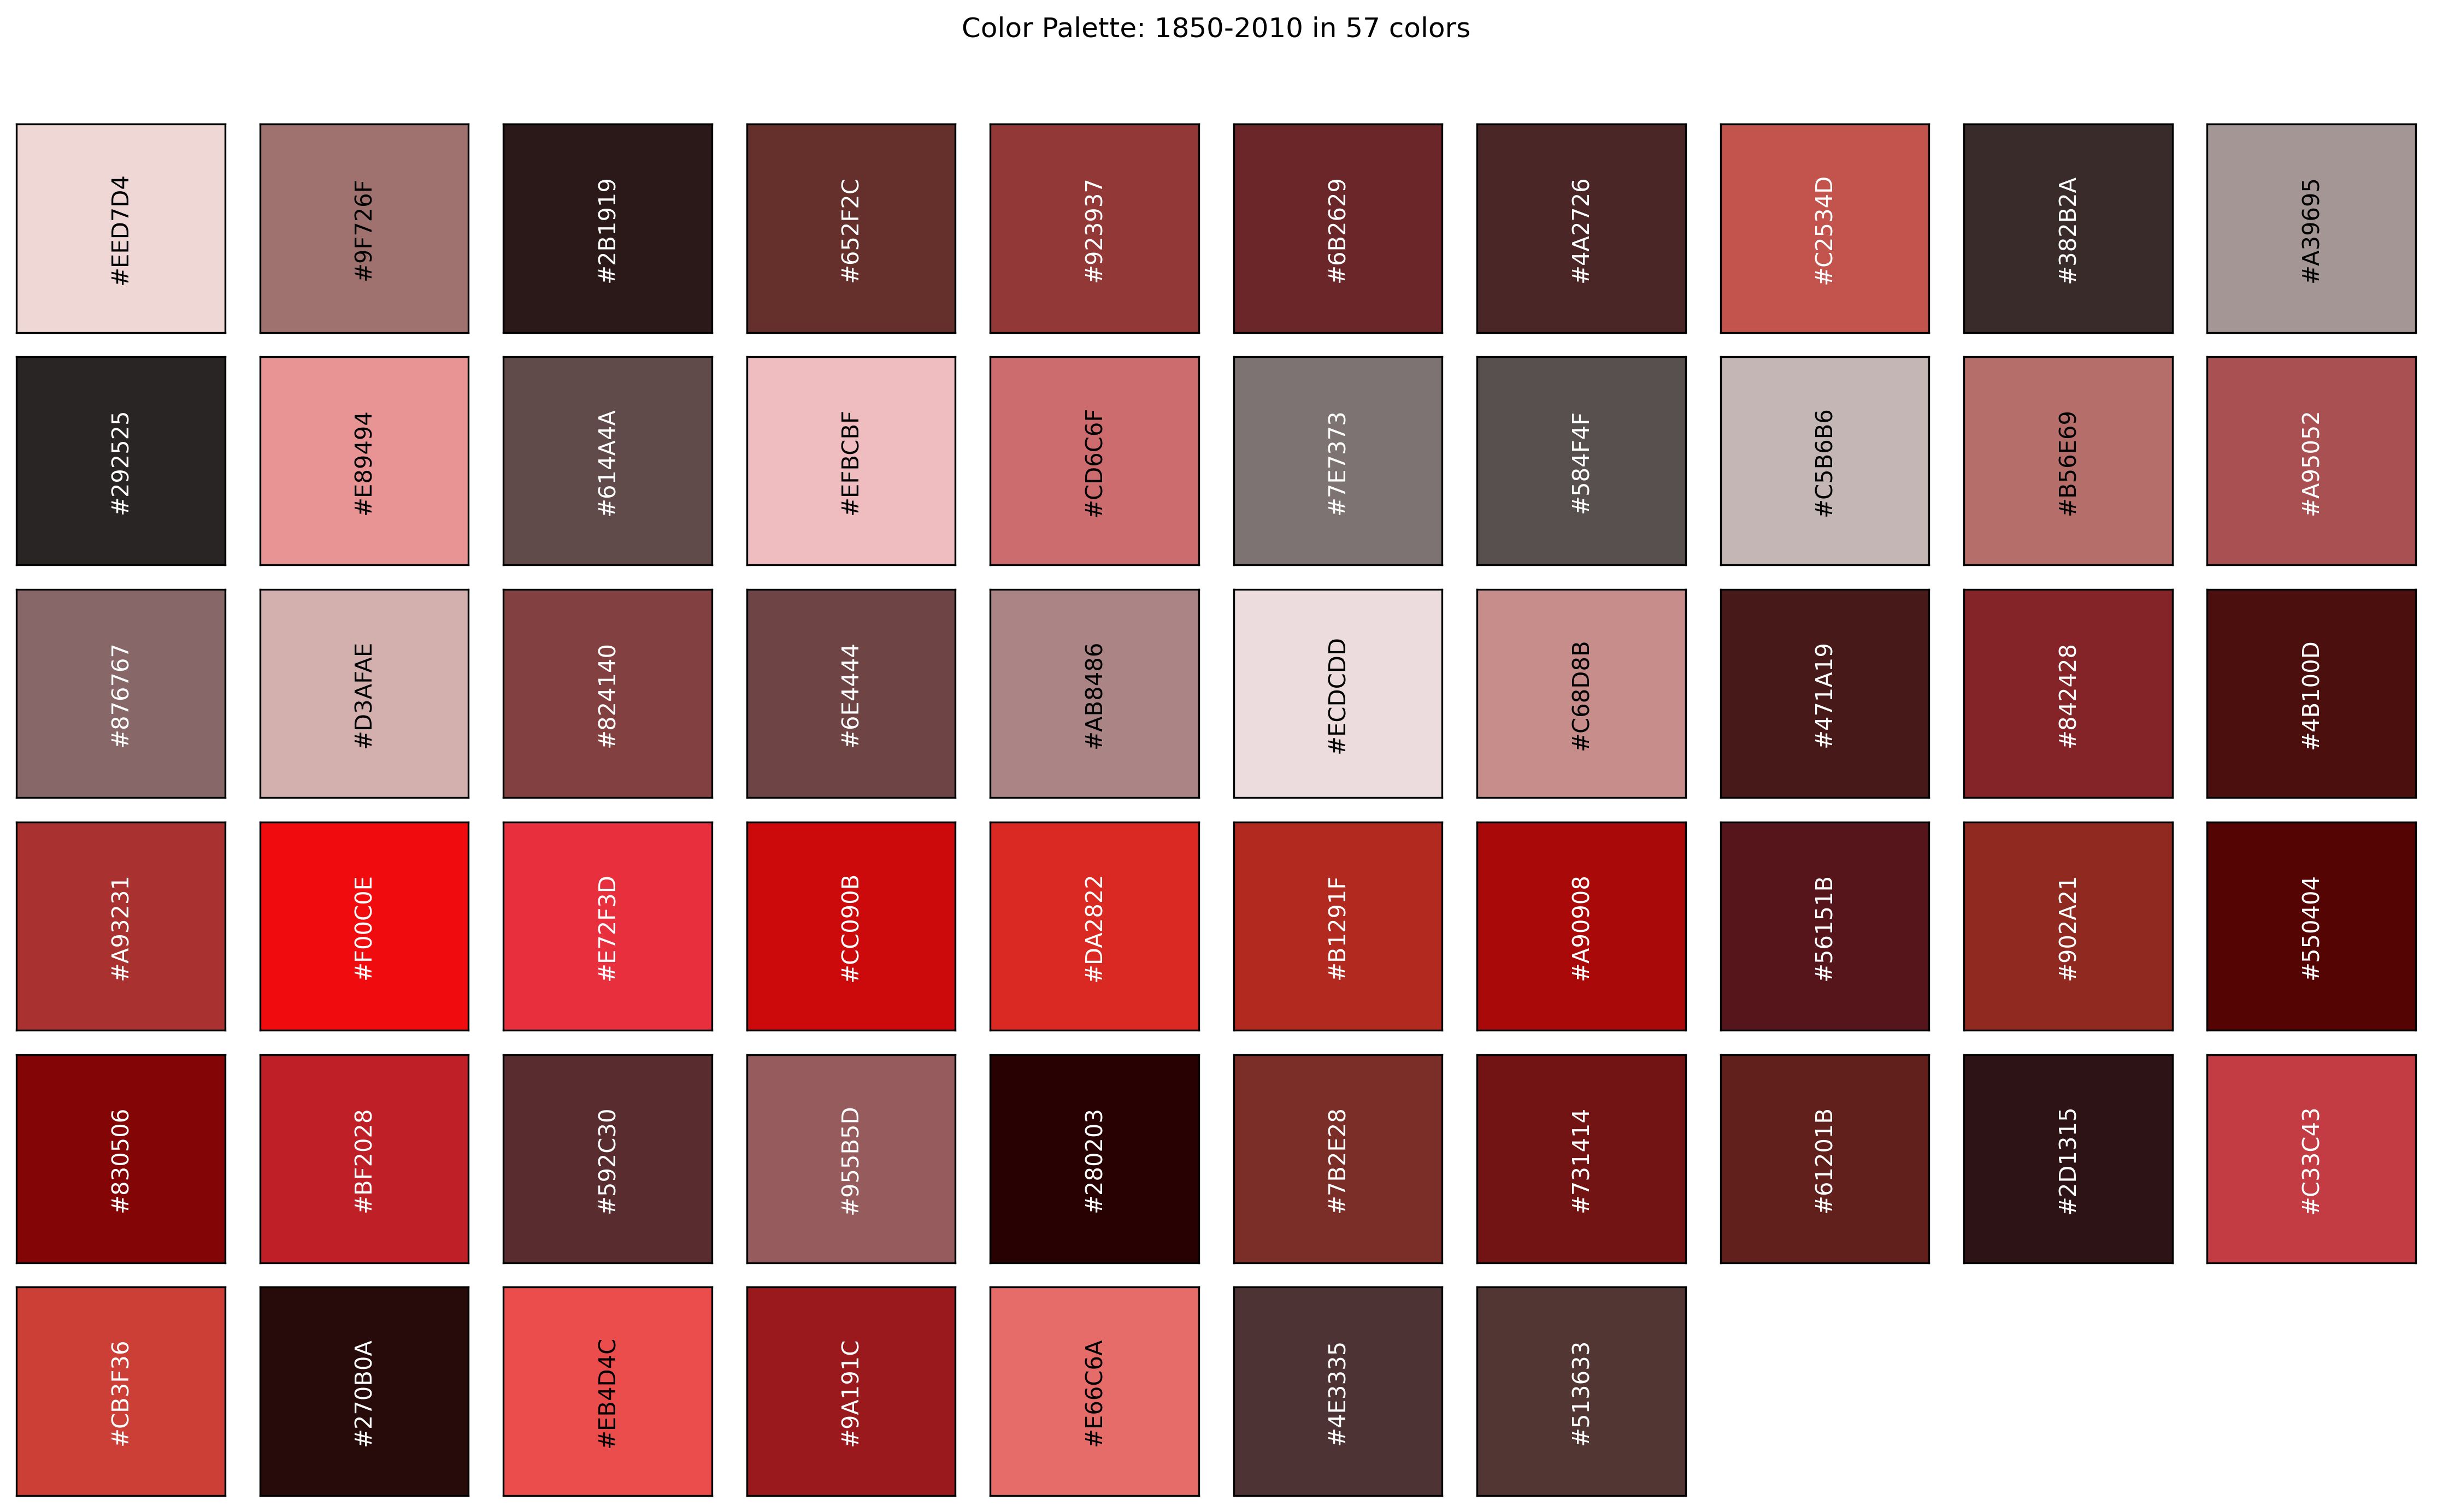 Color Palette: 1850-2010 in 57 colors
#EED7D4
#9F726F
#2B1919
#652F2C
#923937
#6B2629
#4A2726
#C2534D
#382B2A
#A39695
#292525
#E89494
#614A4A
#EFBCBF
#CD6C6F
#7E7373
#584F4F
#C5B6B6
#B56E69
#A95052
#876767
#D3AFAE
#824140
#6E4444
#AB8486
#ECDCDD
#C68D8B
#471A19
#842428
#4B100D
#A93231
#F00C0E
#E72F3D
#CC090B
#DA2822
#B1291F
#A90908
#56151B
#902A21
#550404
#830506
#BF2028
#592C30
#955B5D
#280203
#7B2E28
#731414
#61201B
#2D1315
#C33C43
#CB3F36
#270B0A
#EB4D4C
#9A191C
#E66C6A
#4E3335
#513633